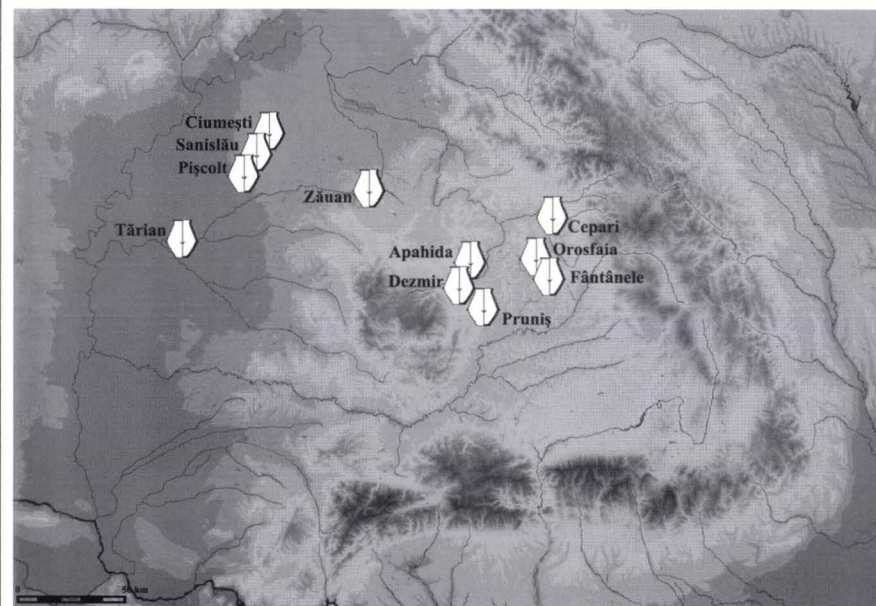 Ciumești
Sanislău
Pișcolt
Zăuan
Tărian
Cepari
Apahida
Orosfaia
Dezmir
Fântânele
Pruniș
0 50 km